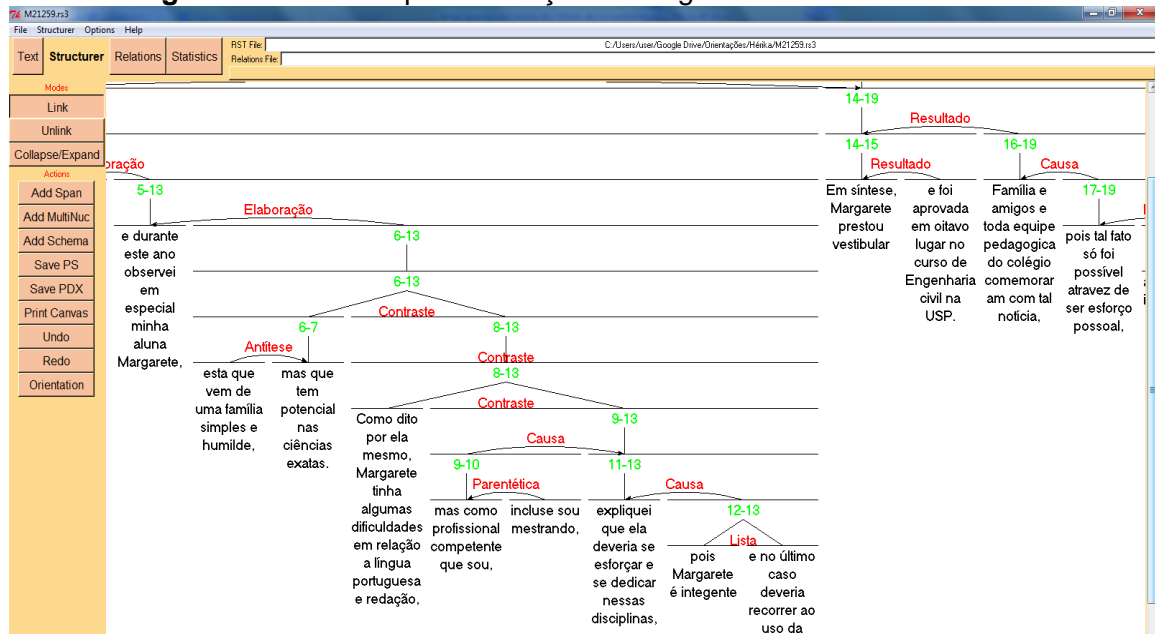 M21259.rs3
File Structurer Options Help
Text Structurer Relations Statistics
RST File: C:/Users/user/Google Drive/Orientações/Hérika/M21259.rs3
Relations File:
Modes
Link
Unlink
Collapse/Expand
Actions
Add Span
Add MultiNuc
Add Schema
Save PS
Save PDX
Print Canvas
Undo
Redo
Orientation
14-19
Resultado
14-15
16-19
oração
Resultado
Causa
5-13
17-19
Elaboração
6-13
6-13
Contraste
6-7
8-13
Antítese
Contraste
8-13
Contraste
9-13
Causa
9-10
11-13
Parentética
Causa
12-13
Lista
e durante
este ano
observei
em
especial
minha
aluna
Margarete,
esta que
vem de
uma família
simples e
humilde,
mas que
tem
potencial
nas
ciências
exatas.
Como dito
por ela
mesmo,
Margarete
tinha
algumas
dificuldades
em relação
a língua
portuguesa
e redação,
mas como
profissional
competente
que sou,
incluse sou
mestrando,
expliquei
que ela
deveria se
esforçar e
se dedicar
nessas
disciplinas,
pois
Margarete
é integente
e no último
caso
deveria
recorrer ao
uso da
Em síntese,
Margarete
prestou
vestibular
e foi
aprovada
em oitavo
lugar no
curso de
Engenharia
civil na
USP.
Família e
amigos e
toda equipe
pedagogica
do colégio
comemorar
am com tal
notícia,
pois tal fato
só foi
possível
atravez de
ser esforço
possoal,